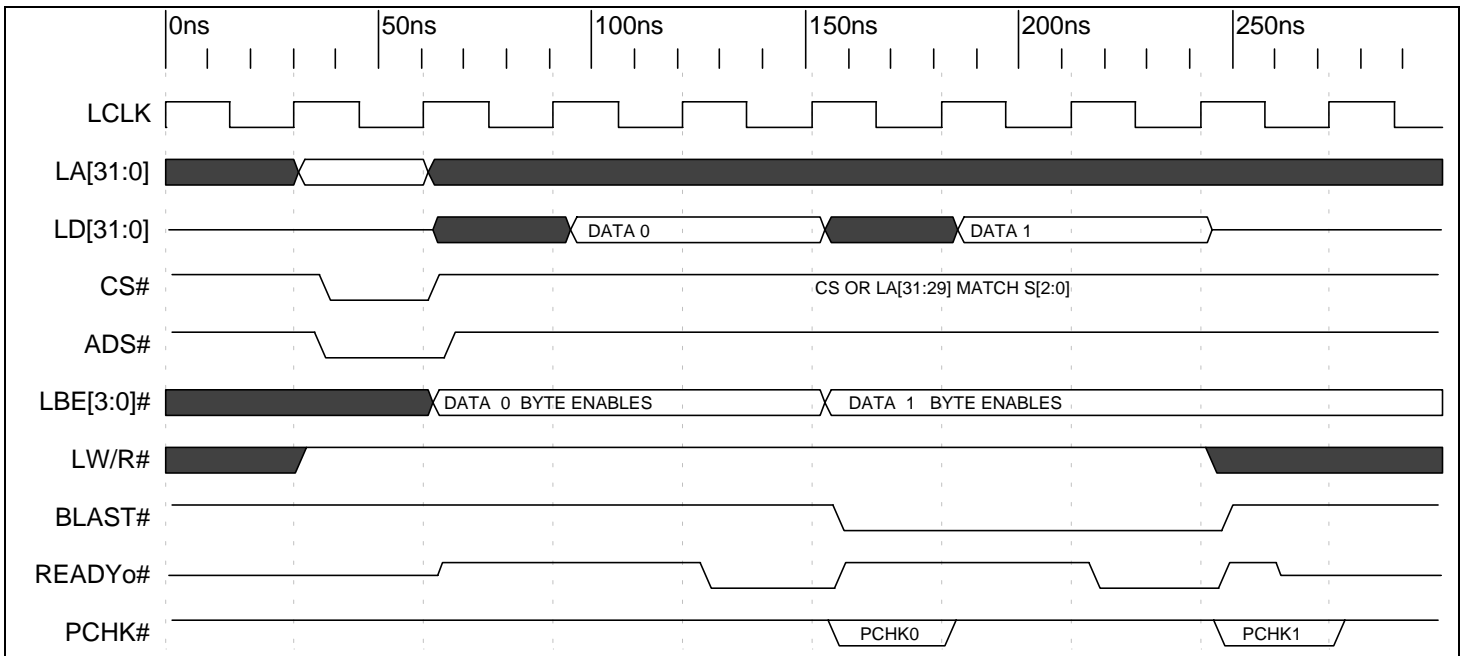 0ns 50ns 100ns 150ns 200ns 250ns
LCLK
LA[31:0]
LD[31:0] DATA 0 DATA 1
CS# CS OR LA[31:29] MATCH S[2:0]
ADS#
LBE[3:0]# DATA 0 BYTE ENABLES DATA 1 BYTE ENABLES
LW/R#
BLAST#
READYo#
PCHK# PCHK0 PCHK1